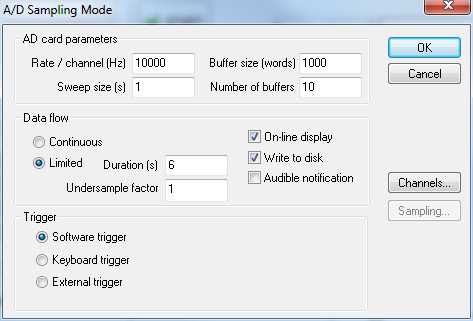 A/D Sampling Mode
AD card parameters
Rate / channel (Hz) 10000 Buffer size (words) 1000
Sweep size (s) 1 Number of buffers 10
OK
Cancel
Data flow
Continuous
Limited Duration (s) 6
Undersample factor 1
On-line display
Write to disk
Audible notification
Channels...
Sampling...
Trigger
Software trigger
Keyboard trigger
External trigger